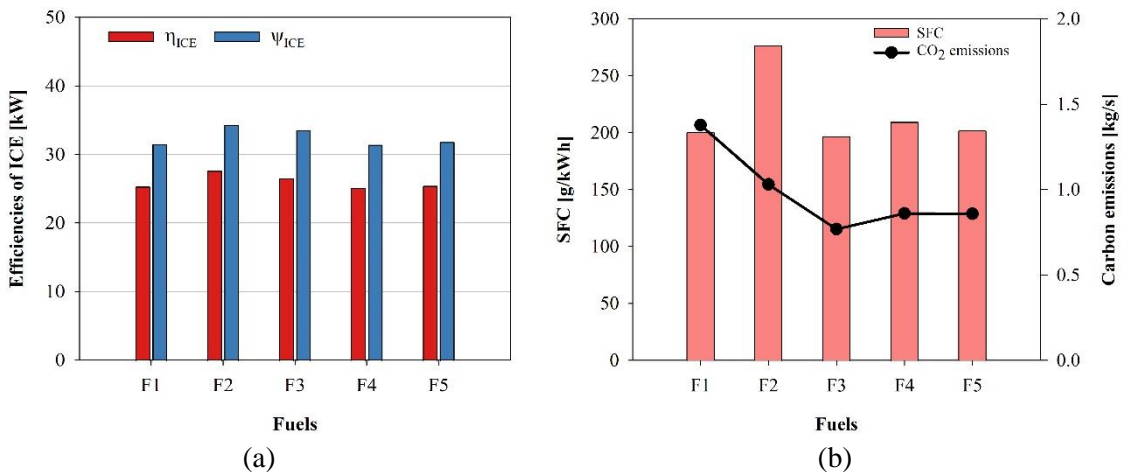 Efficiencies of ICE [kW]
50
40
30
20
10
0
ηICE
ψICE
F1 F2 F3 F4 F5
Fuels
(a)
SFC [g/kWh]
300
250
200
150
100
50
0
SFC
CO2 emissions
2.0
1.5
1.0
0.5
0.0
Carbon emissions [kg/s]
F1 F2 F3 F4 F5
Fuels
(b)